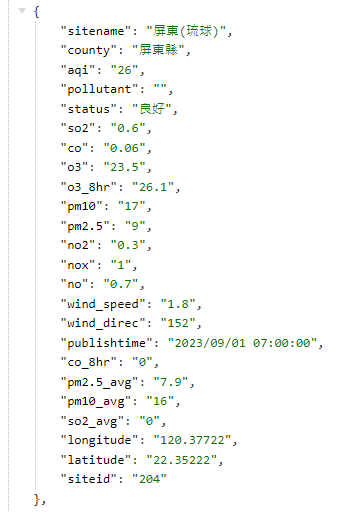 {
"sitename": "屏東(琉球)",
"county": "屏東縣",
"aqi": "26",
"pollutant": "",
"status": "良好",
"so2": "0.6",
"co": "0.06",
"o3": "23.5",
"o3_8hr": "26.1",
"pm10": "17",
"pm2.5": "9",
"no2": "0.3",
"nox": "1",
"no": "0.7",
"wind_speed": "1.8",
"wind_direc": "152",
"publishtime": "2023/09/01 07:00:00",
"co_8hr": "0",
"pm2.5_avg": "7.9",
"pm10_avg": "16",
"so2_avg": "0",
"longitude": "120.37722",
"latitude": "22.35222",
"siteid": "204"
},